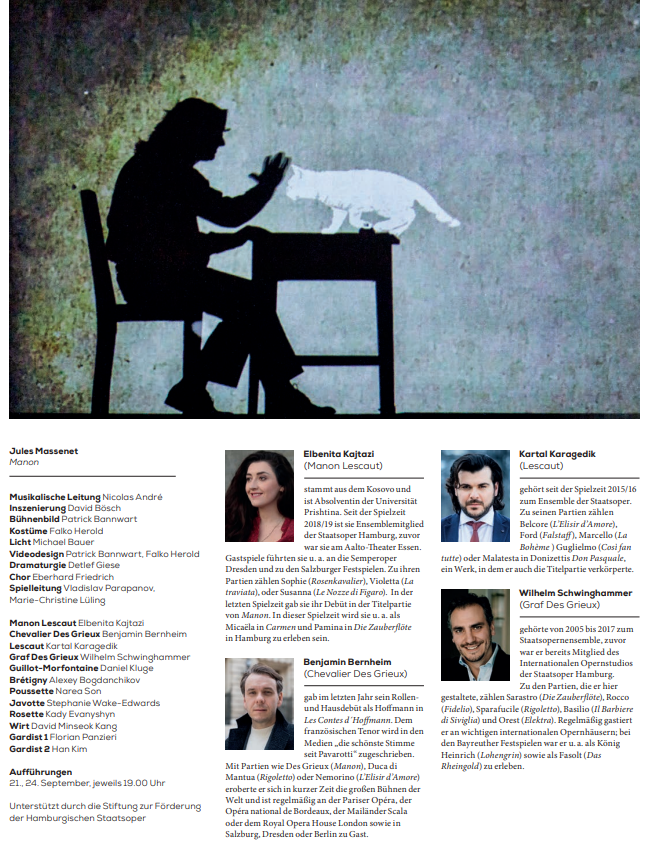 Jules Massenet
Manon
Musikalische Leitung Nicolas André
Inszenierung David Bösch
Bühnenbild Patrick Bannwart
Kostüme Falko Herold
Licht Michael Bauer
Videodesign Patrick Bannwart, Falko Herold
Dramaturgie Detlef Giese
Chor Eberhard Friedrich
Spielleitung Vladislav Parapanov,
Marie-Christine Lüling
Manon Lescaut Elbenita Kajtazi
Chevalier Des Grieux Benjamin Bernheim
Lescaut Kartal Karagedik
Graf Des Grieux Wilhelm Schwinghammer
Guillot-Morfontaine Daniel Kluge
Brétigny Alexey Bogdanchikov
Poussette Narea Son
Javotte Stephanie Wake-Edwards
Rosette Kady Evanyshyn
Wirt David Minseok Kang
Gardist 1 Florian Panzieri
Gardist 2 Han Kim
Aufführungen
21., 24. September, jeweils 19.00 Uhr
Unterstützt durch die Stiftung zur Förderung
der Hamburgischen Staatsoper
Elbenita Kajtazi
(Manon Lescaut)
stammt aus dem Kosovo und
ist Absolventin der Universität
Prishtina. Seit der Spielzeit
2018/19 ist sie Ensemblemitglied
der Staatsoper Hamburg, zuvor
war sie am Aalto-Theater Essen.
Gastspiele führten sie u. a. an die Semperoper
Dresden und zu den Salzburger Festspielen. Zu ihren
Partien zählen Sophie (Rosenkavalier), Violetta (La
traviata), oder Susanna (Le Nozze di Figaro). In der
letzten Spielzeit gab sie ihr Debüt in der Titelpartie
von Manon. In dieser Spielzeit wird sie u. a. als
Micaëla in Carmen und Pamina in Die Zauberflöte
in Hamburg zu erleben sein.
Benjamin Bernheim
(Chevalier Des Grieux)
gab im letzten Jahr sein Rollen-
und Hausdebüt als Hoffmann in
Les Contes d'Hoffmann. Dem
französischen Tenor wird in den
Medien „die schönste Stimme
seit Pavarotti“ zugeschrieben.
Mit Partien wie Des Grieux (Manon), Duca di
Mantua (Rigoletto) oder Nemorino (L'Elisir d'Amore)
eroberte er sich in kurzer Zeit die großen Bühnen der
Welt und ist regelmäßig an der Pariser Opéra, der
Opéra national de Bordeaux, der Mailänder Scala
oder dem Royal Opera House London sowie in
Salzburg, Dresden oder Berlin zu Gast.
Kartal Karagedik
(Lescaut)
gehört seit der Spielzeit 2015/16
zum Ensemble der Staatsoper.
Zu seinen Partien zählen
Belcore (L'Elisir d'Amore),
Ford (Falstaff), Marcello (La
Bohème ) Guglielmo (Così fan
tutte) oder Malatesta in Donizettis Don Pasquale,
ein Werk, in dem er auch die Titelpartie verkörperte.
Wilhelm Schwinghammer
(Graf Des Grieux)
gehörte von 2005 bis 2017 zum
Staatsopernensemble, zuvor
war er bereits Mitglied des
Internationalen Opernstudios
der Staatsoper Hamburg.
Zu den Partien, die er hier
gestaltete, zählen Sarastro (Die Zauberflöte), Rocco
(Fidelio), Sparafucile (Rigoletto), Basilio (Il Barbiere
di Siviglia) und Orest (Elektra). Regelmäßig gastiert
er an wichtigen internationalen Opernhäusern; bei
den Bayreuther Festspielen war er u. a. als König
Heinrich (Lohengrin) sowie als Fasolt (Das
Rheingold) zu erleben.